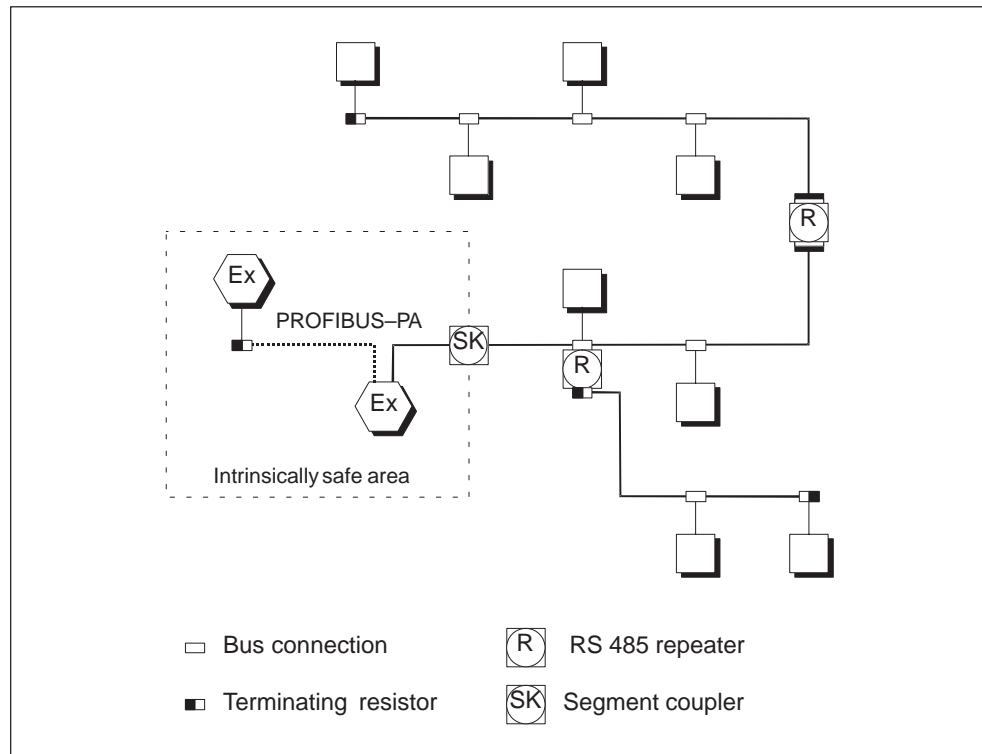 R
Ex
PROFIBUS–PA
SK
R
Ex
Intrinsically safe area
Bus connection
R RS 485 repeater
Terminating resistor
SK Segment coupler